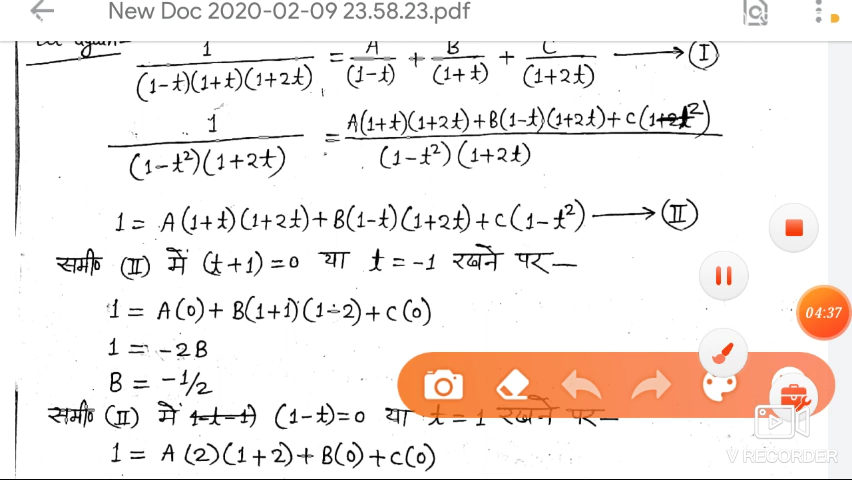 New Doc 2020-02-09 23.58.23.pdf
1/((1-t)(1+t)(1+2t)) = A/(1-t) + B/(1+t) + C/(1+2t) ⟶ (I)
1/((1-t²)(1+2t)) = (A(1+t)(1+2t)+B(1-t)(1+2t)+C(1-t²))/((1-t²)(1+2t))
1 = A(1+t)(1+2t)+B(1-t)(1+2t)+C(1-t²) ⟶ (II)
समी० (II) में (t+1)=0 या t = -1 रखने पर—
1 = A(0)+B(1+1)(1-2)+C(0)
1 = -2B
B = -1/2
समी० (II) में (1-t)=0 या t = 1 रखने पर—
1 = A(2)(1+2)+B(0)+C(0)
04:37
V RECORDER